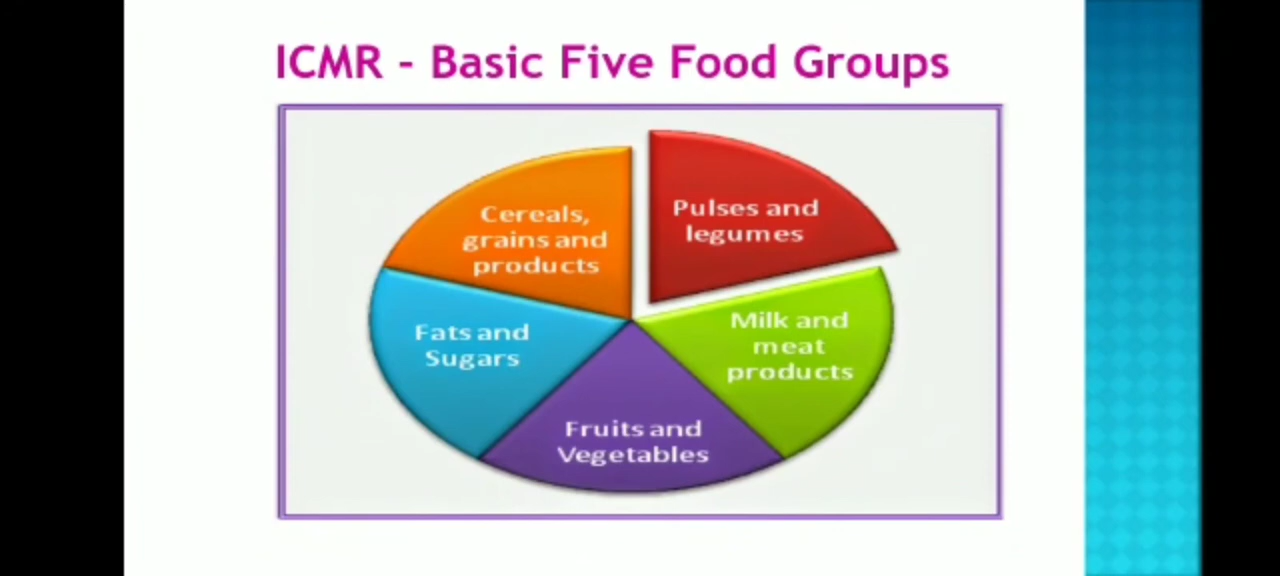 ICMR - Basic Five Food Groups
Cereals,
grains and
products
Pulses and
legumes
Fats and
Sugars
Milk and
meat
products
Fruits and
Vegetables